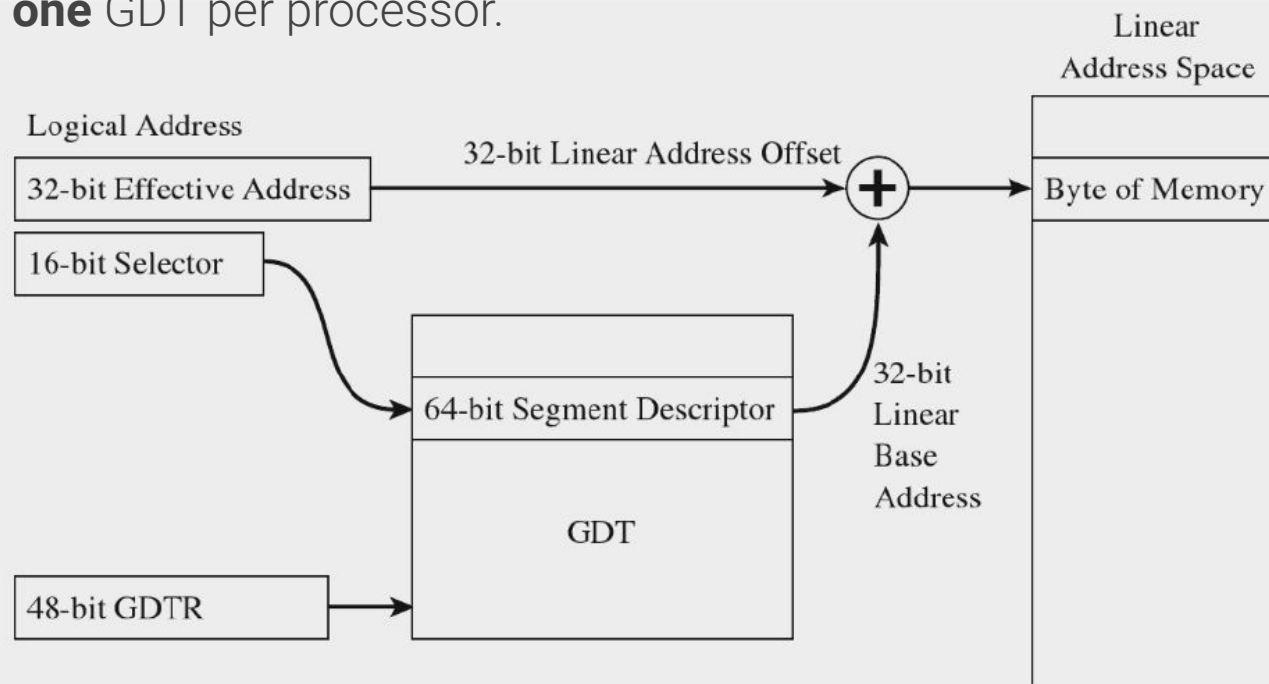 one GDT per processor.
Linear
Address Space
Logical Address
32-bit Linear Address Offset
32-bit Effective Address
+
Byte of Memory
16-bit Selector
64-bit Segment Descriptor
32-bit
Linear
Base
Address
GDT
48-bit GDTR